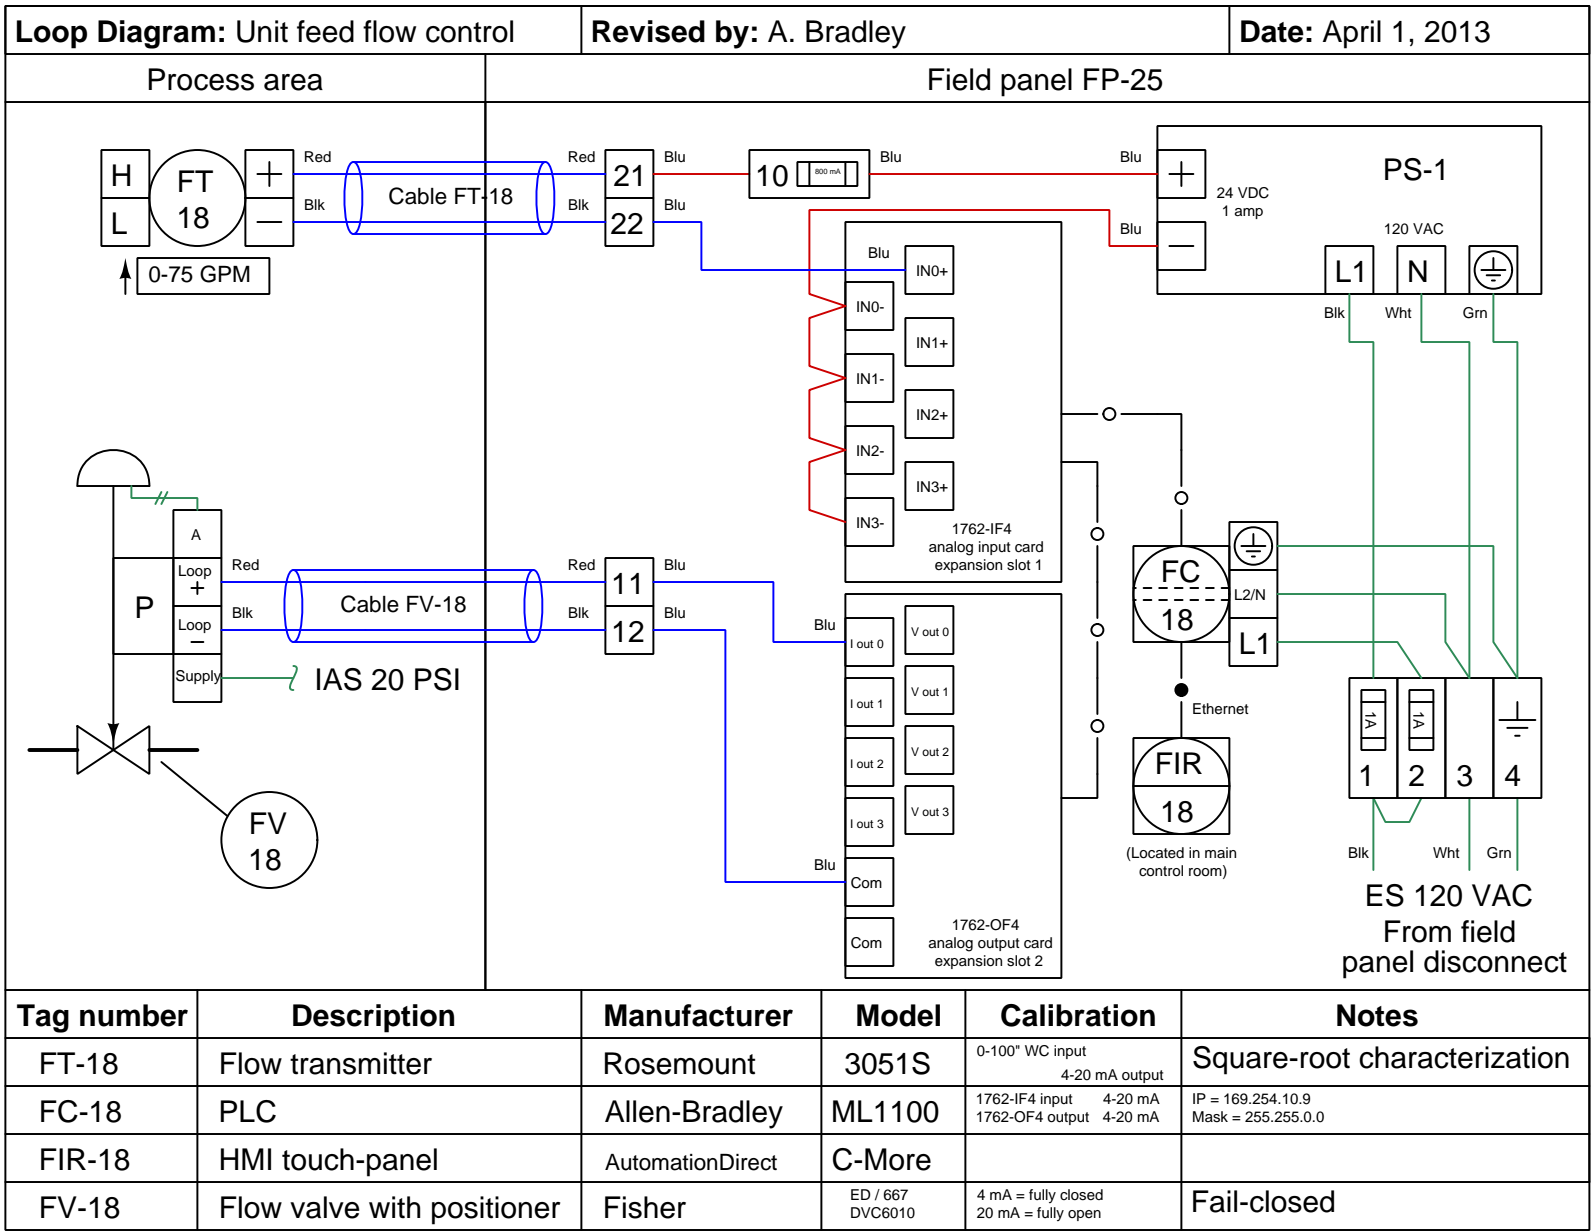 Loop Diagram: Unit feed flow control
Revised by: A. Bradley
Date: April 1, 2013
Process area
Field panel FP-25
H
L
FT
18
+
−
Red
Blk
Cable FT-18
Red
Blk
21
22
Blu
Blu
10
800 mA
Blu
Blu
Blu
+
−
24 VDC
1 amp
PS-1
120 VAC
L1
N
0-75 GPM
Blk
Wht
Grn
Blu
IN0+
IN0-
IN1+
IN1-
IN2+
IN2-
IN3+
IN3-
1762-IF4
analog input card
expansion slot 1
A
P
Loop
+
Loop
−
Supply
Red
Blk
Cable FV-18
Red
Blk
11
12
Blu
Blu
IAS 20 PSI
FV
18
Blu
I out 0
V out 0
I out 1
V out 1
I out 2
V out 2
I out 3
V out 3
Blu
Com
Com
1762-OF4
analog output card
expansion slot 2
FC
18
L2/N
L1
Ethernet
FIR
18
(Located in main
control room)
1A
1A
1
2
3
4
Blk
Wht
Grn
ES 120 VAC
From field
panel disconnect
Tag number Description Manufacturer Model Calibration Notes
FT-18 Flow transmitter Rosemount 3051S
0-100" WC input
4-20 mA output
Square-root characterization
FC-18 PLC Allen-Bradley ML1100
1762-IF4 input 4-20 mA
1762-OF4 output 4-20 mA
IP = 169.254.10.9
Mask = 255.255.0.0
FIR-18 HMI touch-panel AutomationDirect C-More
FV-18 Flow valve with positioner Fisher
ED / 667
DVC6010
4 mA = fully closed
20 mA = fully open
Fail-closed